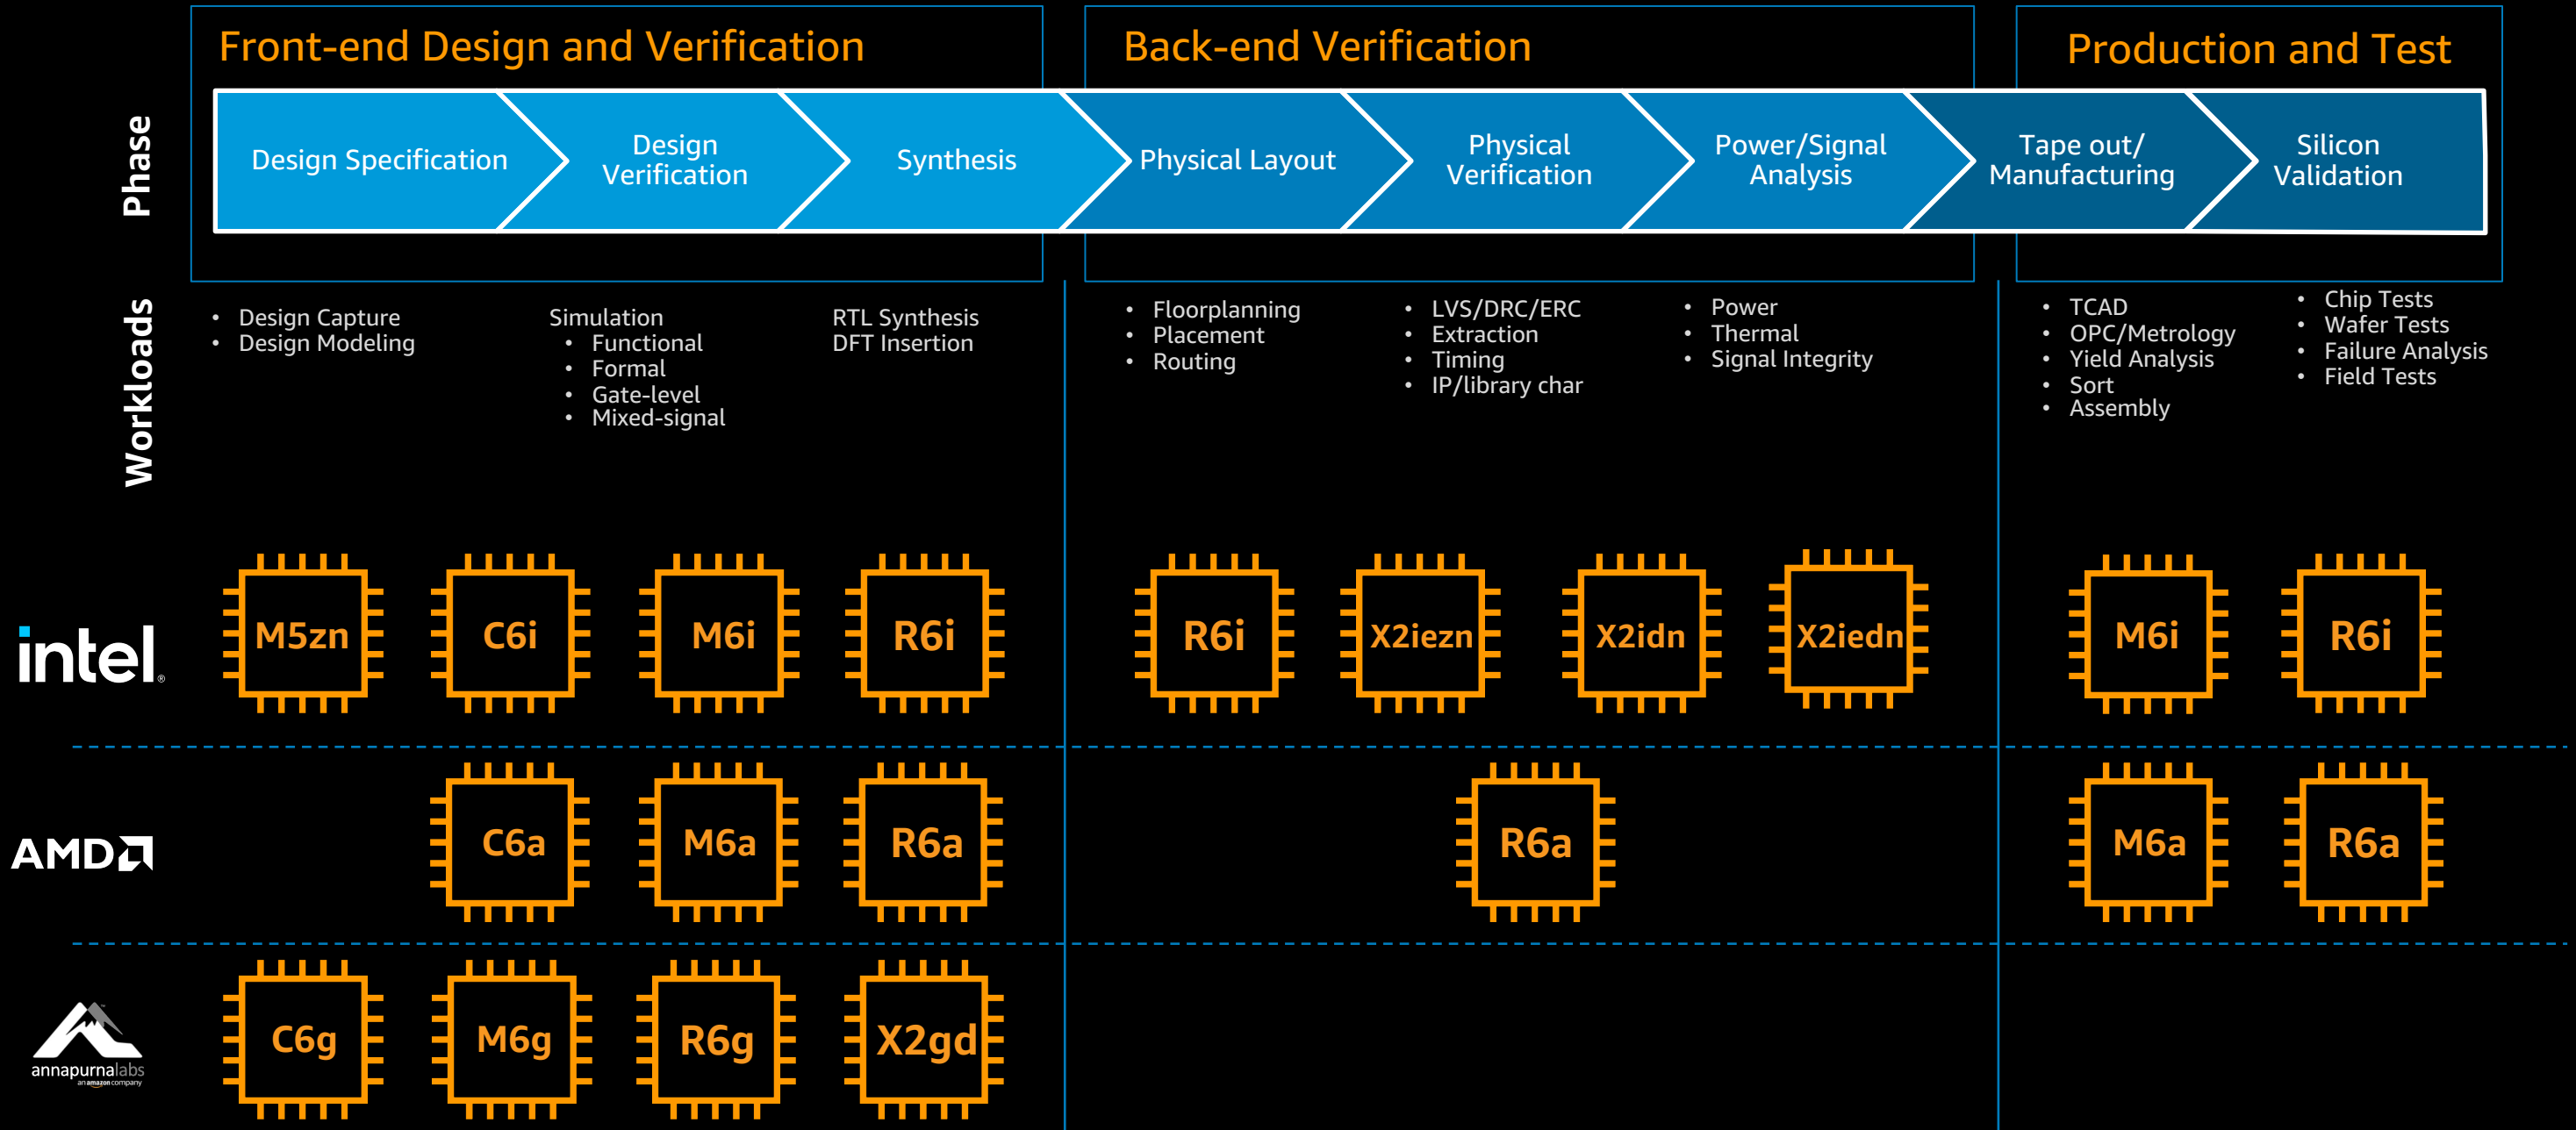 Front-end Design and Verification
Back-end Verification
Production and Test
Phase
Design Specification
Design
Verification
Synthesis
Physical Layout
Physical
Verification
Power/Signal
Analysis
Tape out/
Manufacturing
Silicon
Validation
Workloads
• Design Capture
• Design Modeling
Simulation
• Functional
• Formal
• Gate-level
• Mixed-signal
RTL Synthesis
DFT Insertion
• Floorplanning
• Placement
• Routing
• LVS/DRC/ERC
• Extraction
• Timing
• IP/library char
• Power
• Thermal
• Signal Integrity
• TCAD
• OPC/Metrology
• Yield Analysis
• Sort
• Assembly
• Chip Tests
• Wafer Tests
• Failure Analysis
• Field Tests
intel®
M5zn
C6i
M6i
R6i
R6i
X2iezn
X2idn
X2iedn
M6i
R6i
AMD
C6a
M6a
R6a
R6a
M6a
R6a
annapurnalabs
an amazon company
C6g
M6g
R6g
X2gd